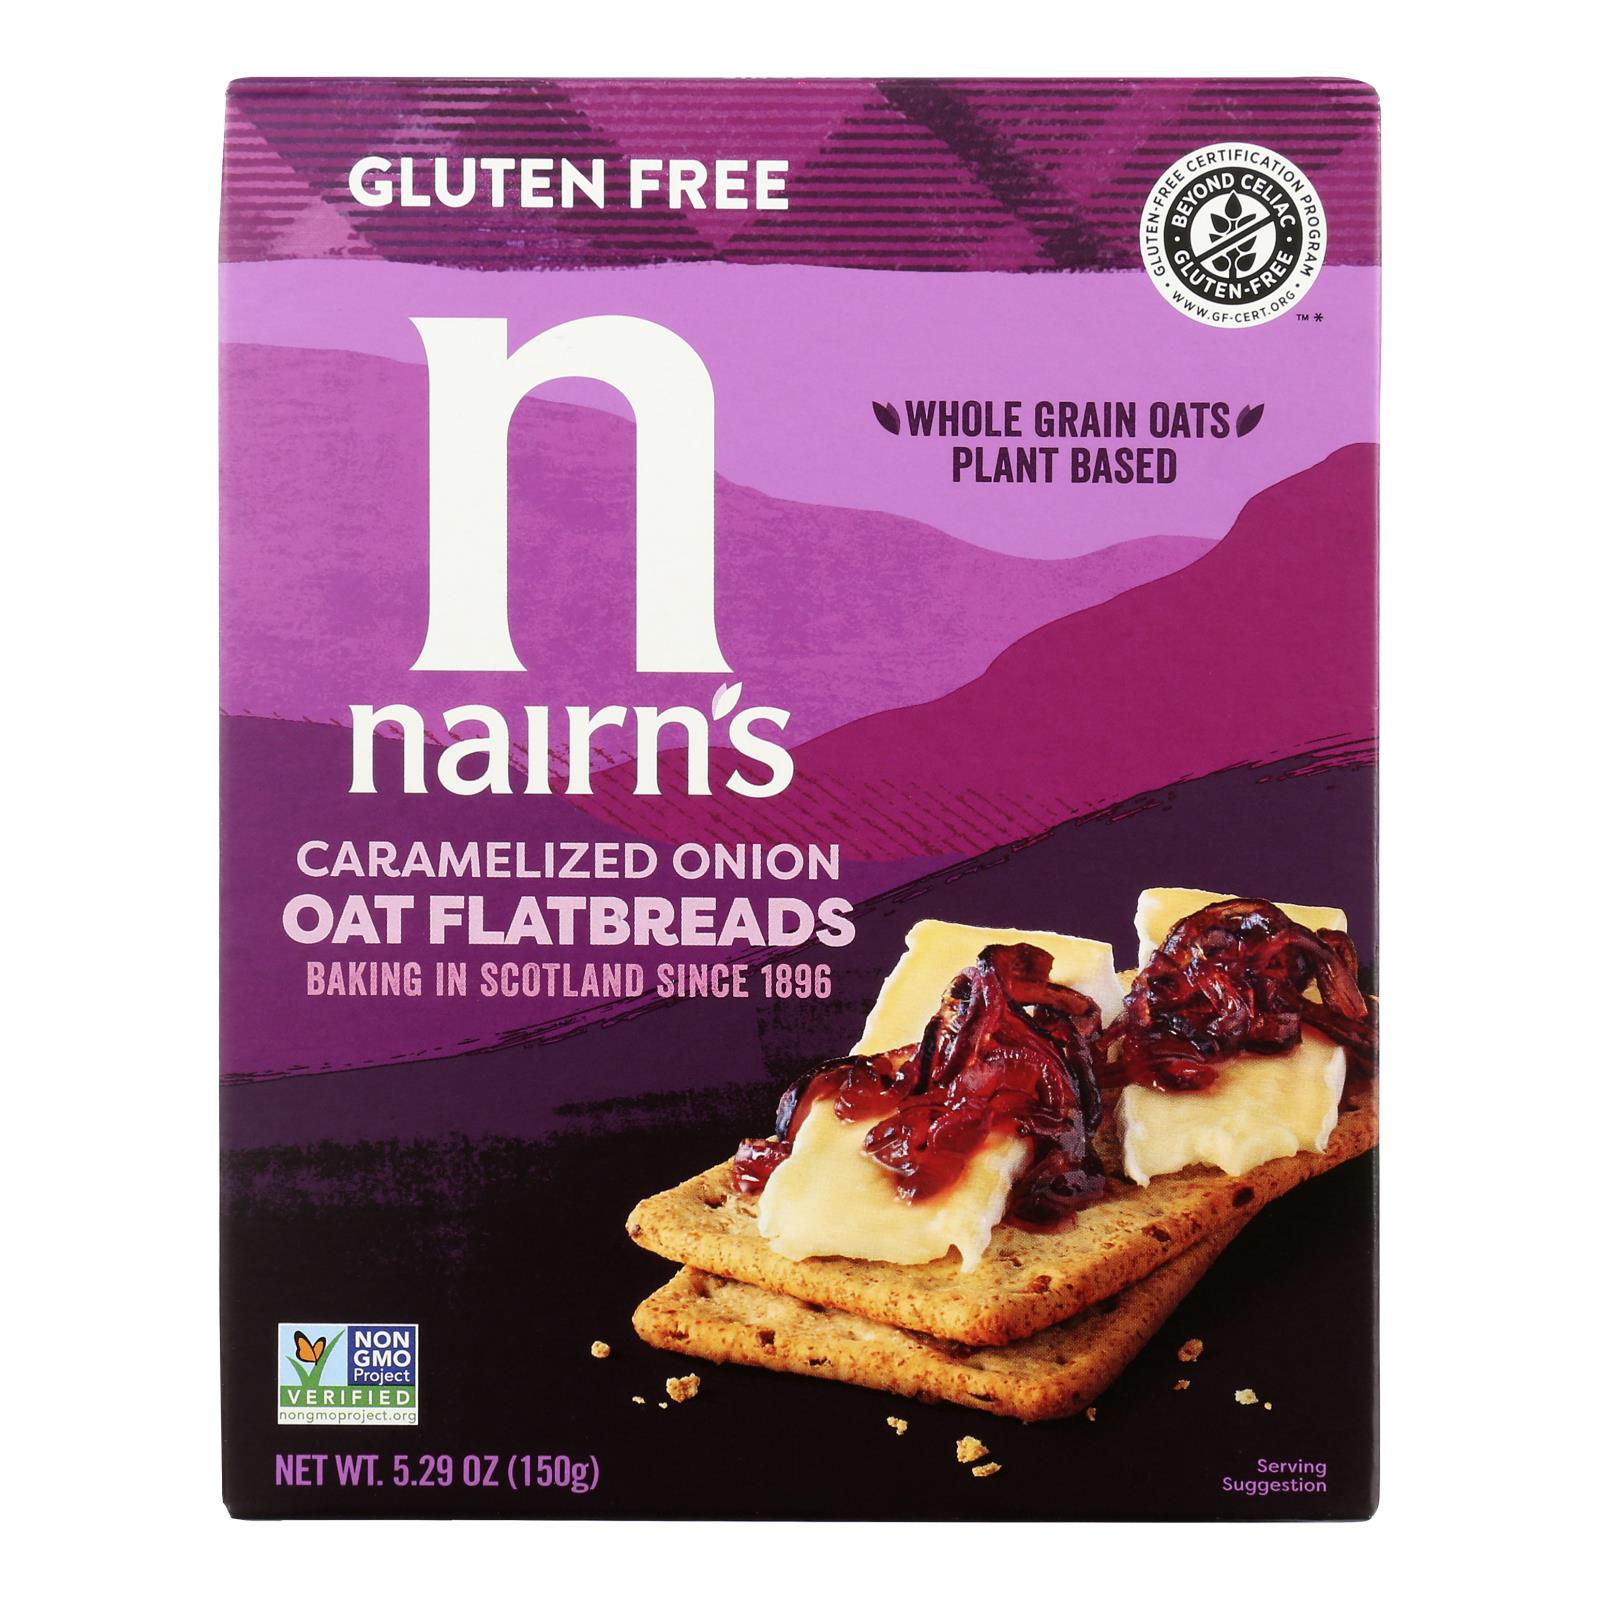 GLUTEN FREE
GLUTEN-FREE CERTIFICATION PROGRAM
BEYOND CELIAC
GLUTEN-FREE
WWW.GF-CERT.ORG
TM *
n
WHOLE GRAIN OATS
PLANT BASED
nairn's
CARAMELIZED ONION
OAT FLATBREADS
BAKING IN SCOTLAND SINCE 1896
NON
GMO
Project
VERIFIED
nongmoproject.org
NET WT. 5.29 OZ (150g)
Serving
Suggestion